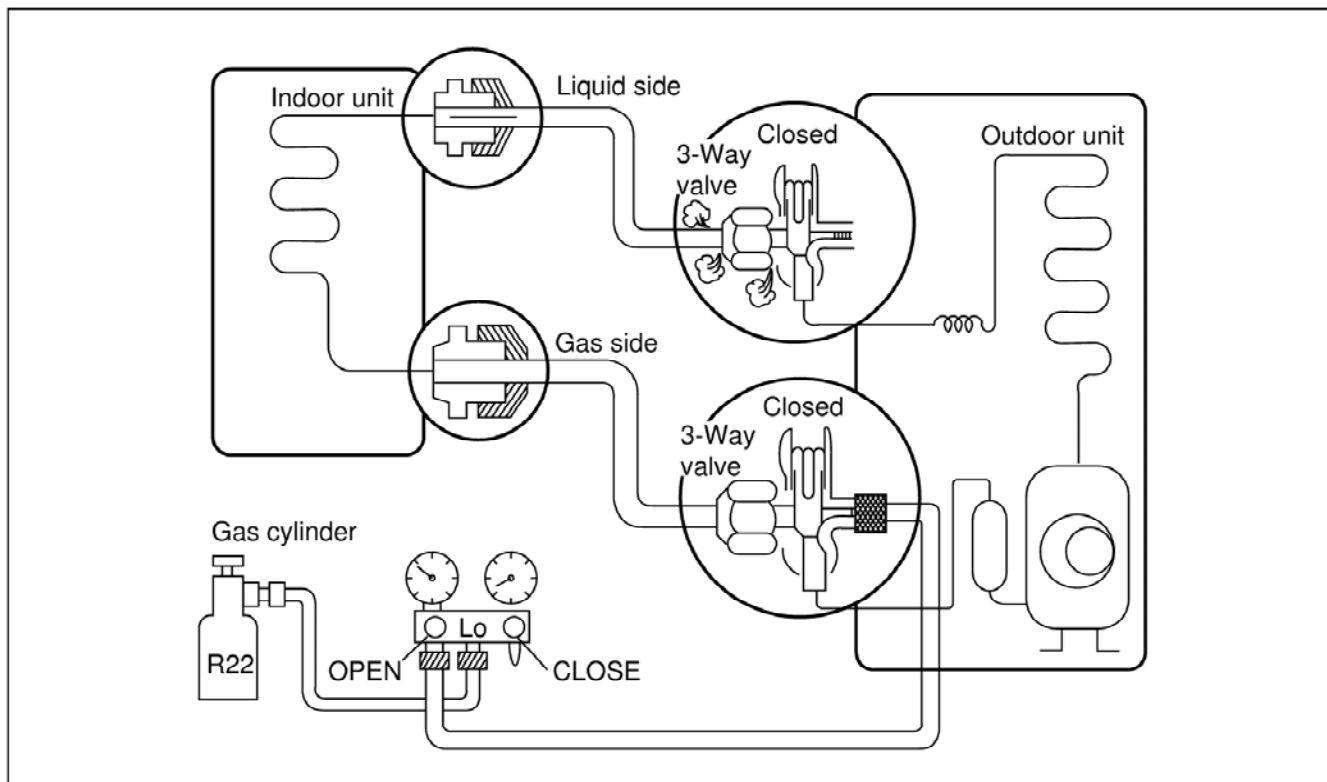 Indoor unit
Liquid side
Closed
3-Way
valve
Outdoor unit
Gas side
Closed
3-Way
valve
Gas cylinder
Lo
R22
OPEN
CLOSE